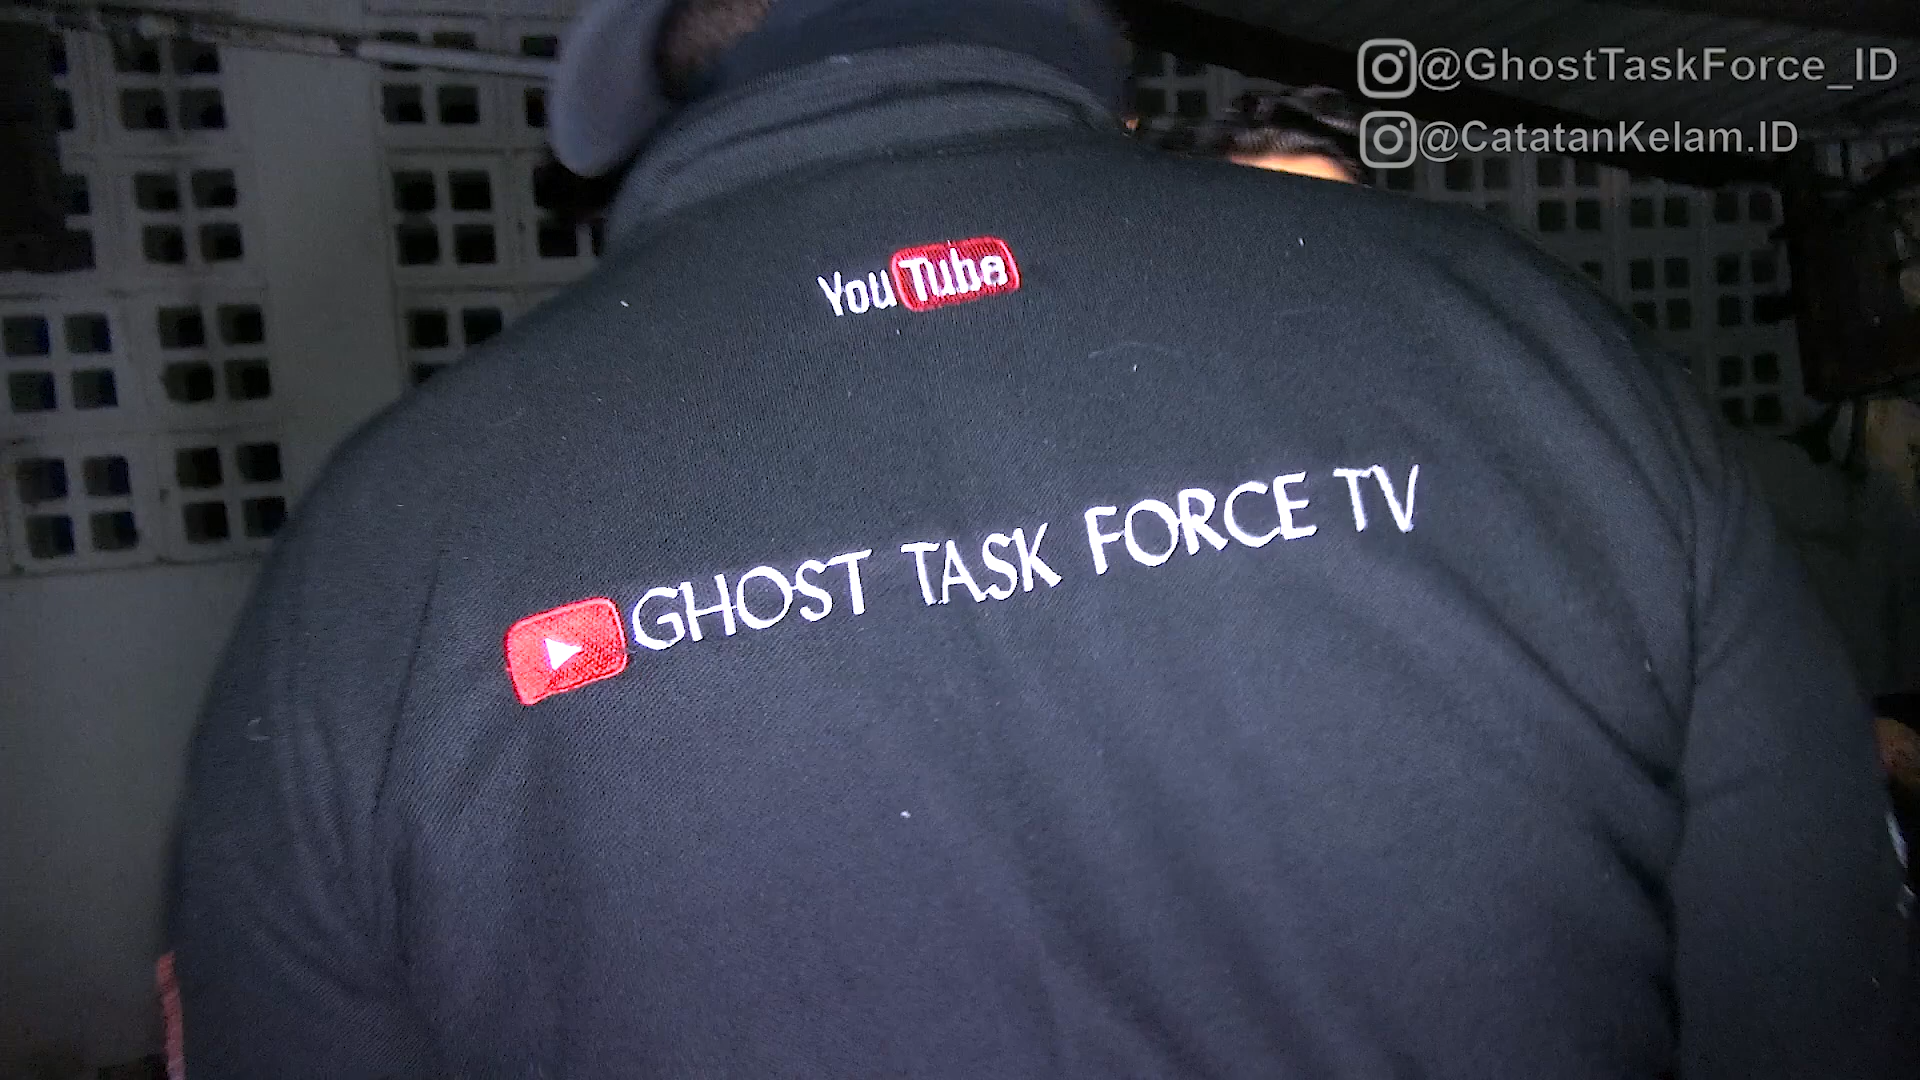 @GhostTaskForce_ID
@CatatanKelam.ID
YouTube
GHOST TASK FORCE TV